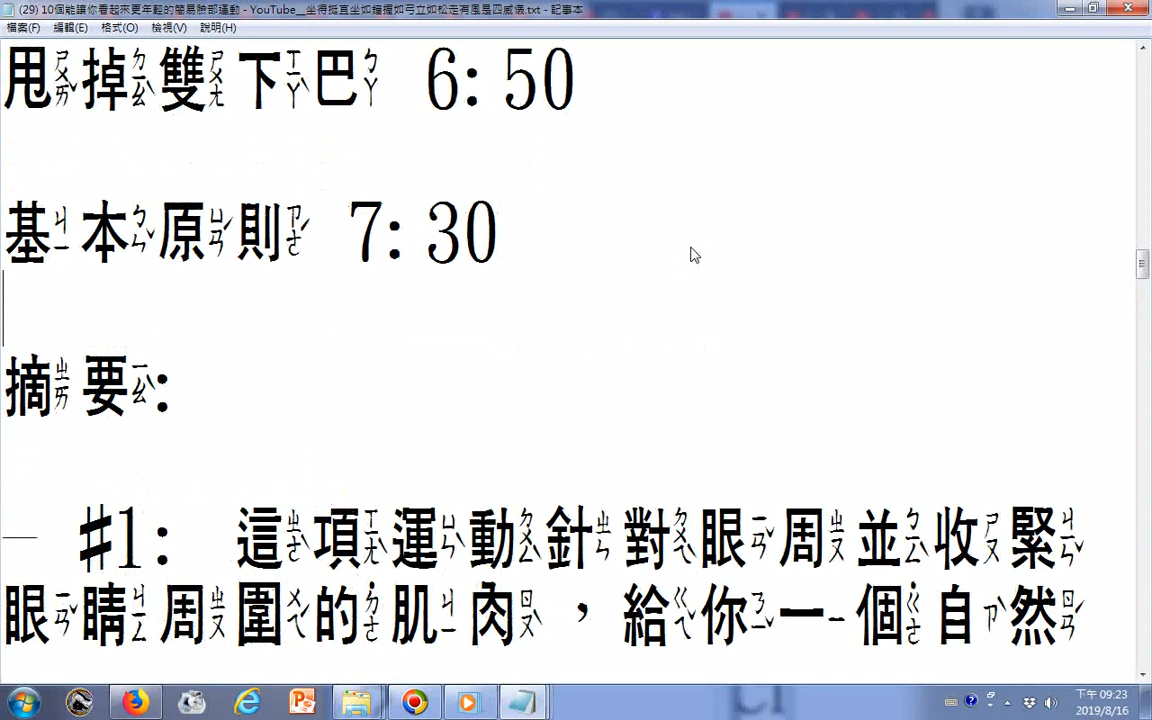 (29) 10個能讓你看起來更年輕的簡易臉部運動 - YouTube__坐得挺直坐如鐘握如弓立如松走有風是四威儀.txt - 記事本
檔案(F) 編輯(E) 格式(O) 檢視(V) 說明(H)
甩掉雙下巴 6:50
基本原則 7:30
摘要:
— #1: 這項運動針對眼周並收緊
眼睛周圍的肌肉,給你一個自然
下午 09:23
2019/8/16